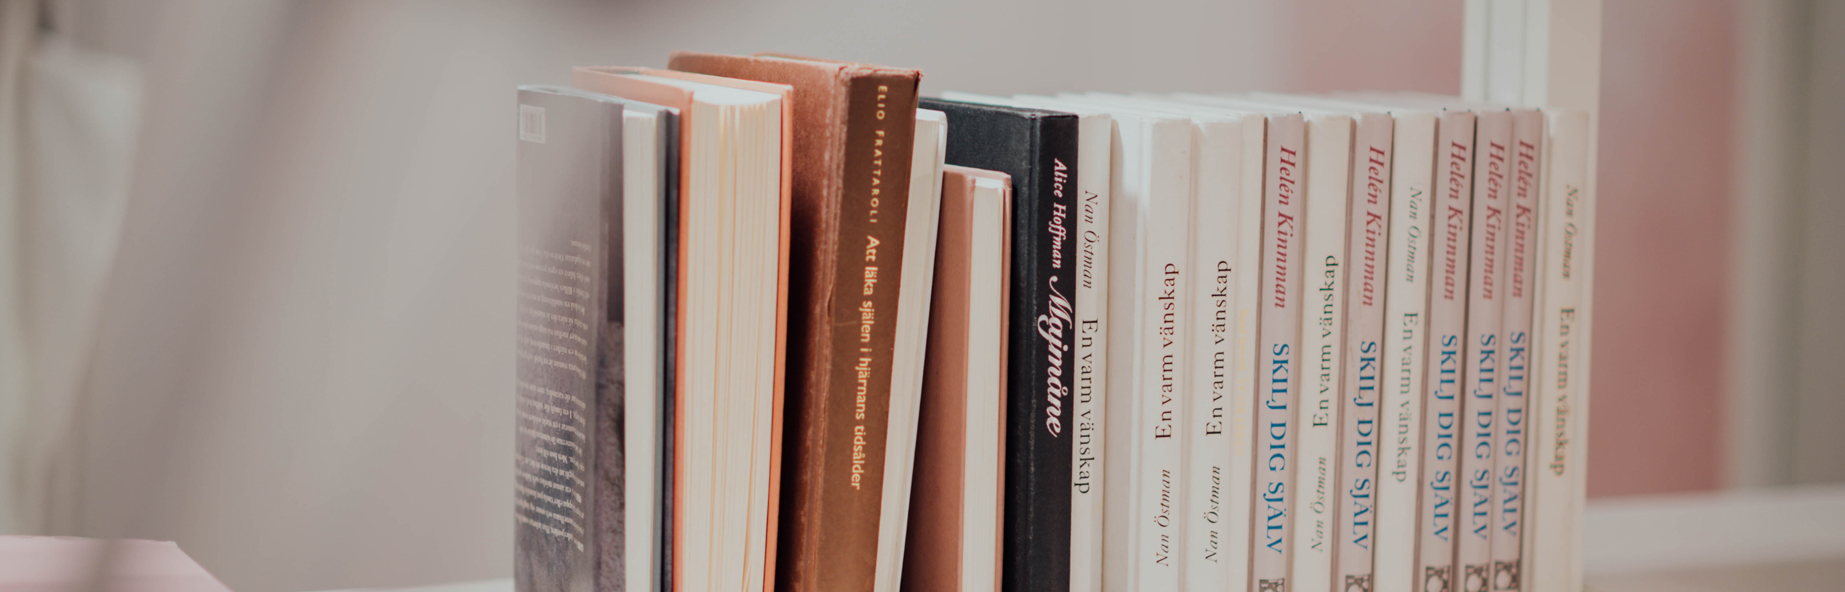 ELIO FRATTAROLI Att läka själen i hjärnans tidsålder
Alice Hoffman Majmåne
Nan Östman En varm vänskap
Nan Östman En varm vänskap
Nan Östman En varm vänskap
Helén Kinnman SKILJ DIG SJÄLV
Nan Östman En varm vänskap
Helén Kinnman SKILJ DIG SJÄLV
Nan Östman En varm vänskap
Helén Kinnman SKILJ DIG SJÄLV
Helén Kinnman SKILJ DIG SJÄLV
Helén Kinnman SKILJ DIG SJÄLV
Nan Östman En varm vänskap